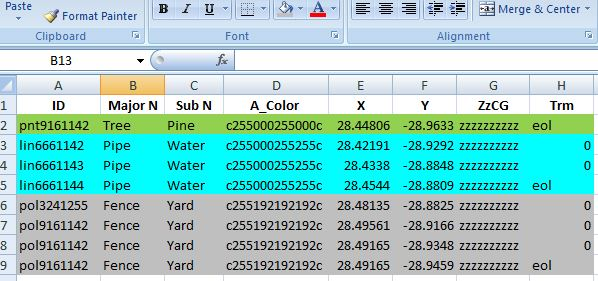 Paste
Format Painter
B I U A
Merge & Center
Clipboard Font Alignment
B13 fx
A B C D E F G H
1 ID Major N Sub N A_Color X Y ZzCG Trm
2 pnt9161142 Tree Pine c255000255000c 28.44806 -28.9633 zzzzzzzzzz eol
3 lin6661142 Pipe Water c255000255255c 28.42191 -28.9292 zzzzzzzzzz 0
4 lin6661143 Pipe Water c255000255255c 28.4338 -28.8848 zzzzzzzzzz 0
5 lin6661144 Pipe Water c255000255255c 28.4544 -28.8809 zzzzzzzzzz eol
6 pol3241255 Fence Yard c255192192192c 28.48135 -28.8825 zzzzzzzzzz 0
7 pol9161142 Fence Yard c255192192192c 28.49561 -28.9166 zzzzzzzzzz 0
8 pol9161142 Fence Yard c255192192192c 28.49165 -28.9348 zzzzzzzzzz 0
9 pol9161142 Fence Yard c255192192192c 28.49165 -28.9459 zzzzzzzzzz eol